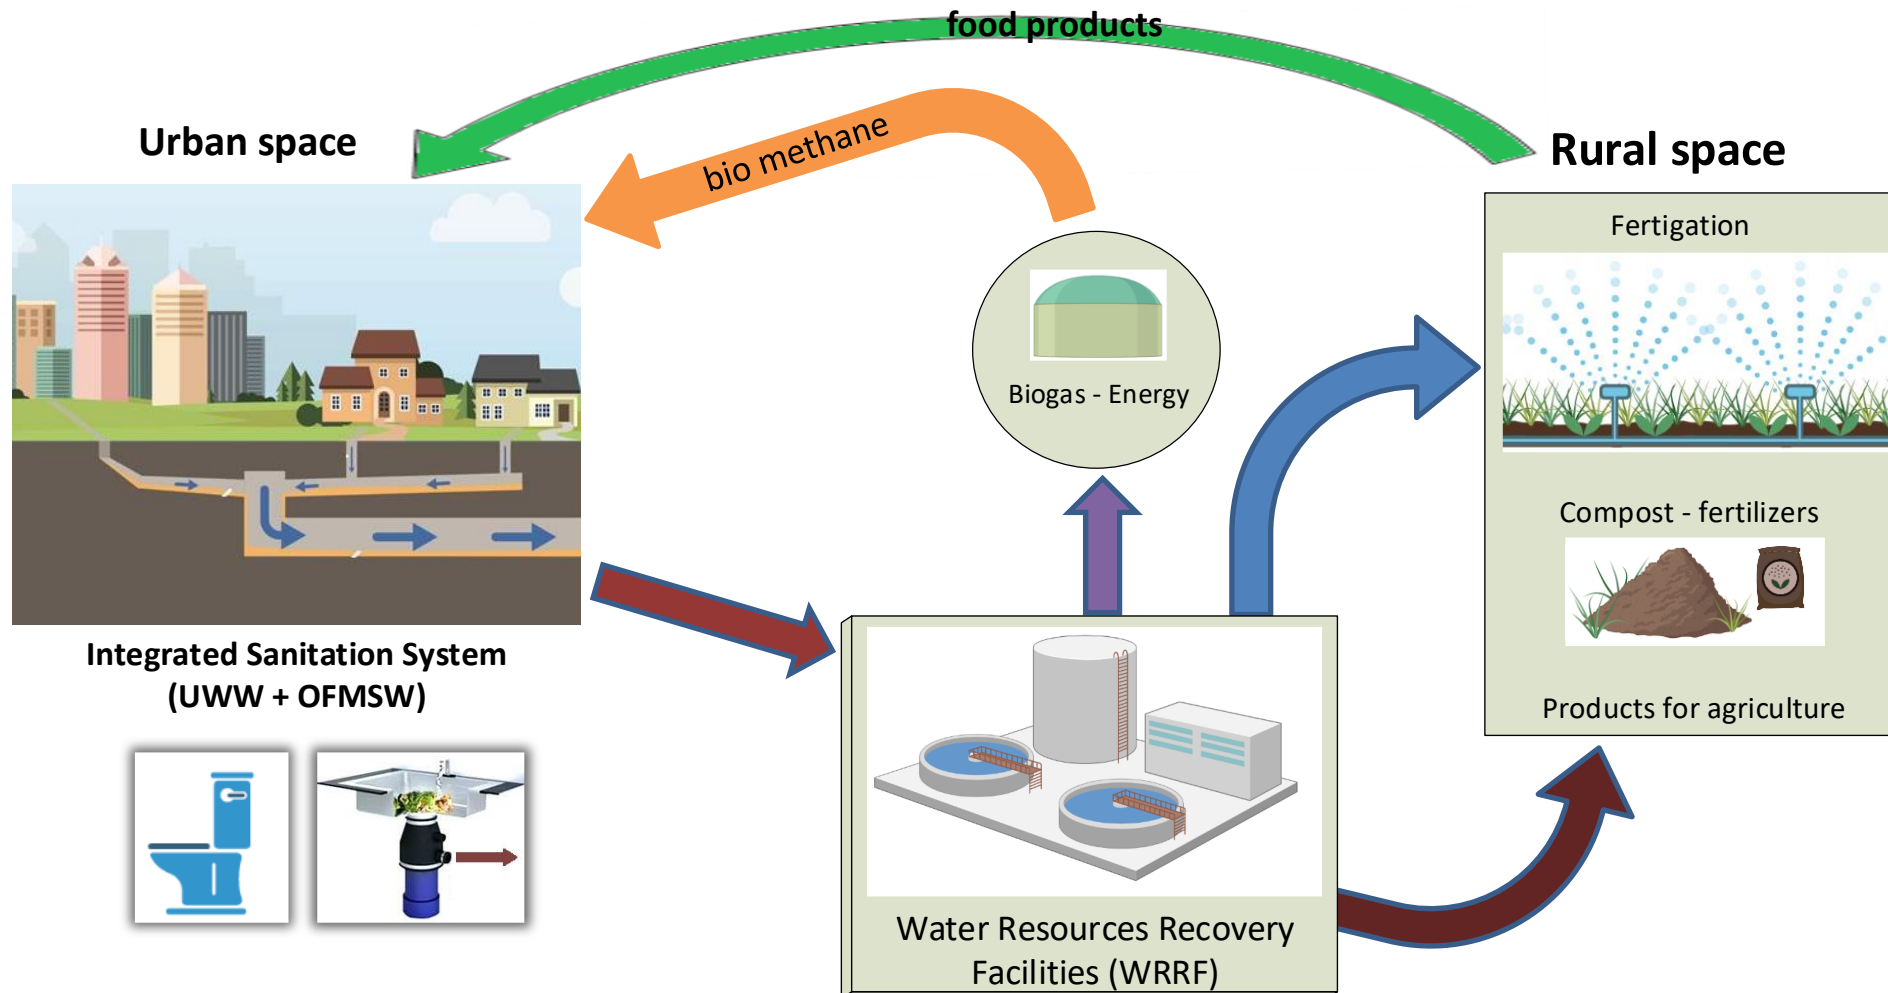 food products
bio methane
Urban space
Rural space
Fertigation
Biogas - Energy
Compost - fertilizers
Products for agriculture
Integrated Sanitation System
(UWW + OFMSW)
Water Resources Recovery
Facilities (WRRF)